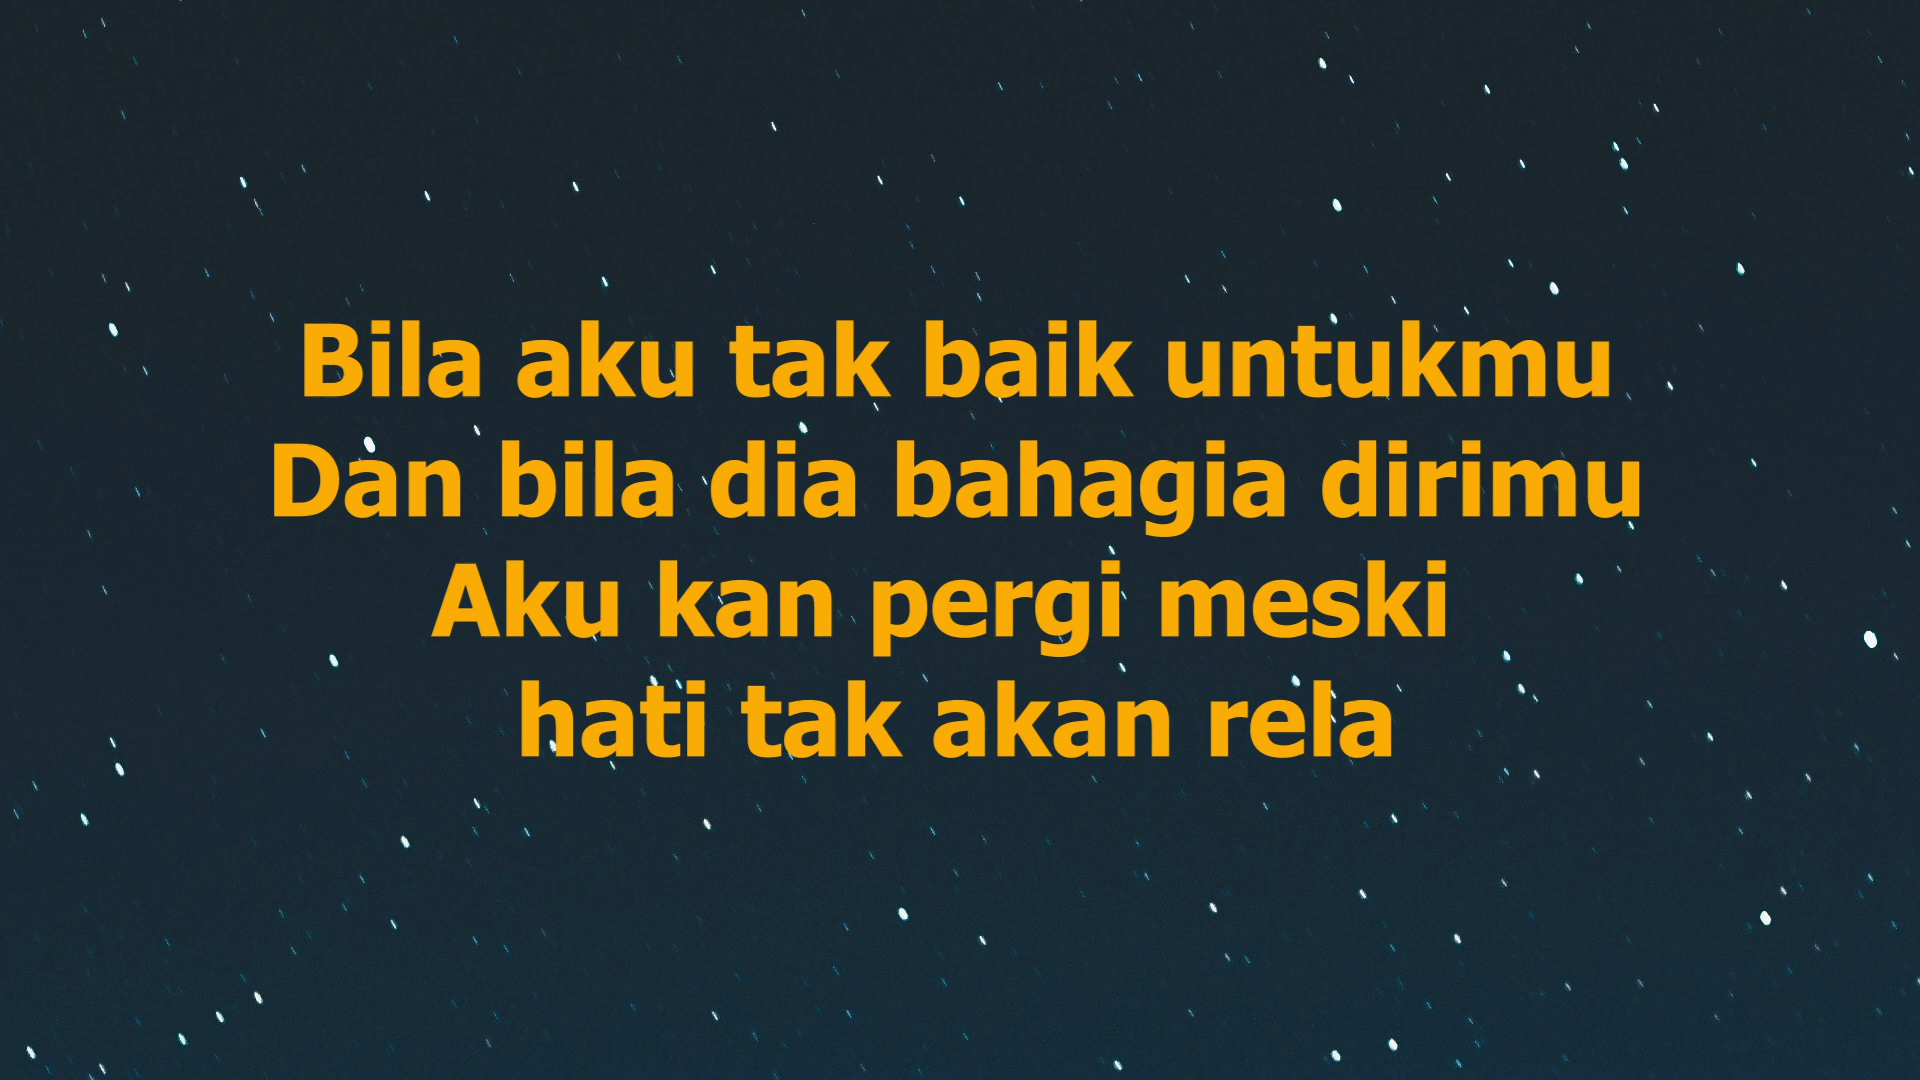 Bila aku tak baik untukmu
Dan bila dia bahagia dirimu
Aku kan pergi meski
hati tak akan rela